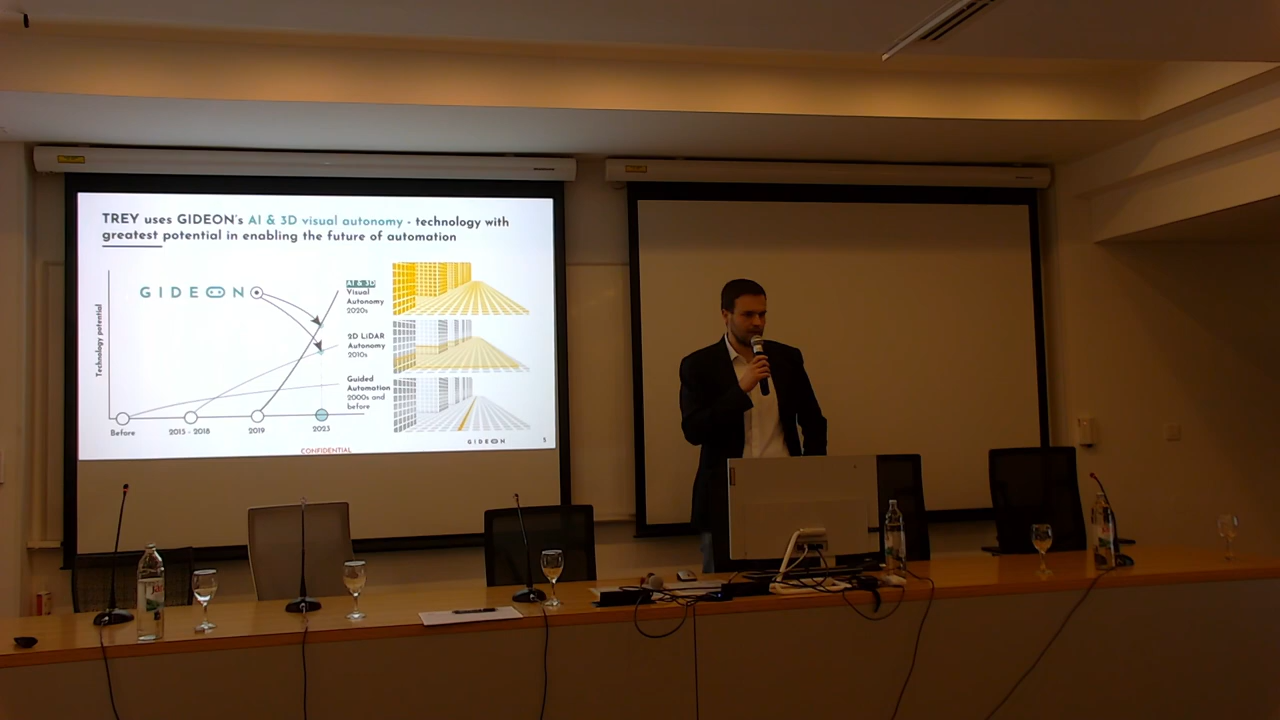 TREY uses GIDEON's AI & 3D visual autonomy - technology with
greatest potential in enabling the future of automation
Technology potential
GIDEON
AI & 3D
Visual
Autonomy
2020s
2D LiDAR
Autonomy
2010s
Guided
Automation
2000s and
before
Before
2015 - 2018
2019
2023
CONFIDENTIAL
GIDEON
5